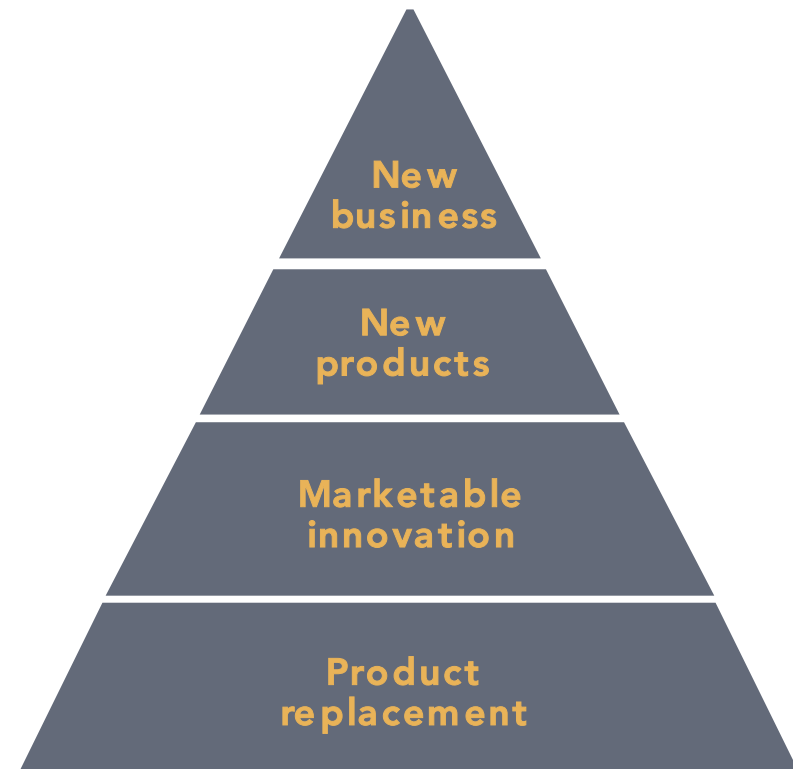 New
business
New
products
Marketable
innovation
Product
replacement